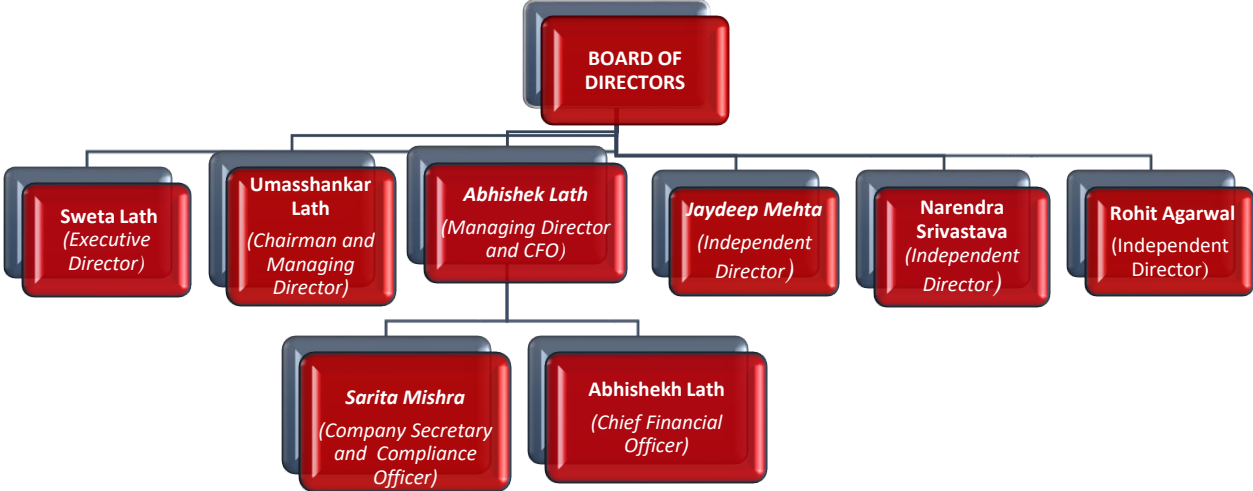 BOARD OF
DIRECTORS
Sweta Lath
(Executive
Director)
Umasshankar
Lath
(Chairman and
Managing
Director)
Abhishek Lath
(Managing Director
and CFO)
Jaydeep Mehta
(Independent
Director)
Narendra
Srivastava
(Independent
Director)
Rohit Agarwal
(Independent
Director)
Sarita Mishra
(Company Secretary
and Compliance
Officer)
Abhishekh Lath
(Chief Financial
Officer)